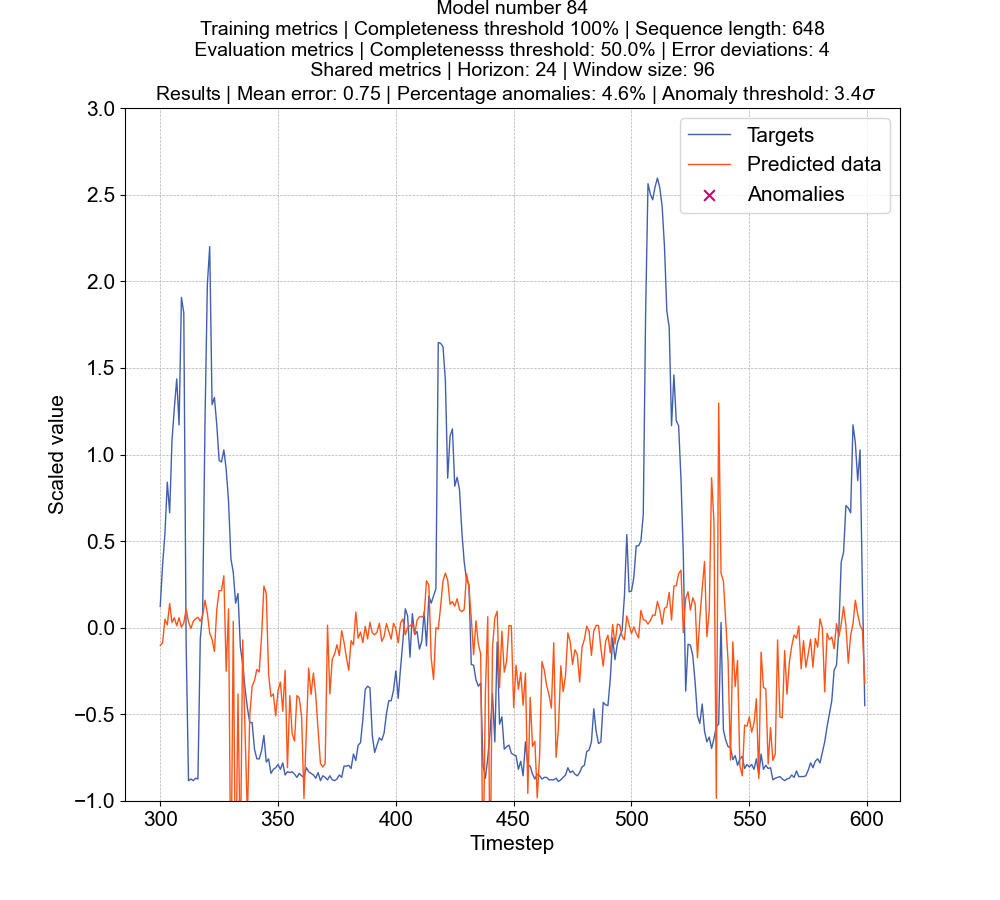 Model number 84
Training metrics | Completeness threshold 100% | Sequence length: 648
Evaluation metrics | Completenesss threshold: 50.0% | Error deviations: 4
Shared metrics | Horizon: 24 | Window size: 96
Results | Mean error: 0.75 | Percentage anomalies: 4.6% | Anomaly threshold: 3.4σ
Targets
Predicted data
Anomalies
Scaled value
3.0
2.5
2.0
1.5
1.0
0.5
0.0
−0.5
−1.0
300 350 400 450 500 550 600
Timestep